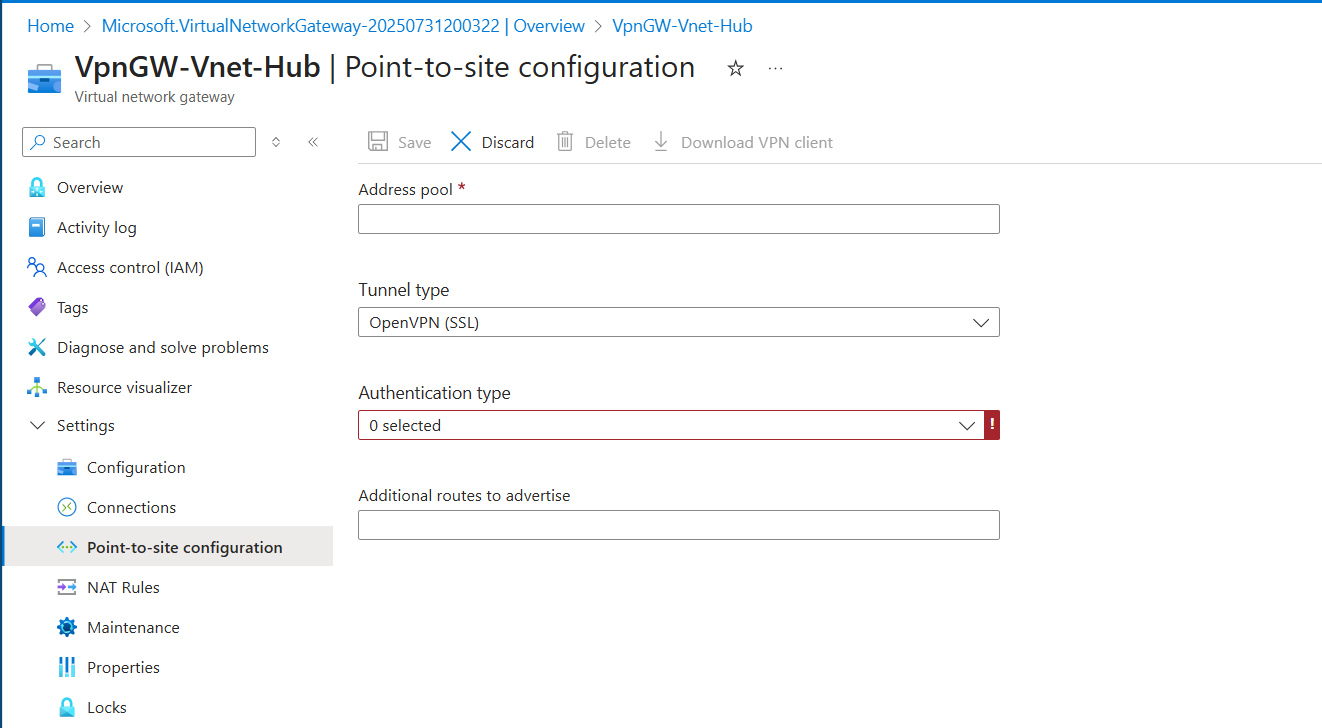 Home > Microsoft.VirtualNetworkGateway-20250731200322 | Overview > VpnGW-Vnet-Hub
VpnGW-Vnet-Hub | Point-to-site configuration
Virtual network gateway
Search
Save
Discard
Delete
Download VPN client
Overview
Activity log
Access control (IAM)
Tags
Diagnose and solve problems
Resource visualizer
Settings
Configuration
Connections
Point-to-site configuration
NAT Rules
Maintenance
Properties
Locks
Address pool *
Tunnel type
OpenVPN (SSL)
Authentication type
0 selected
!
Additional routes to advertise